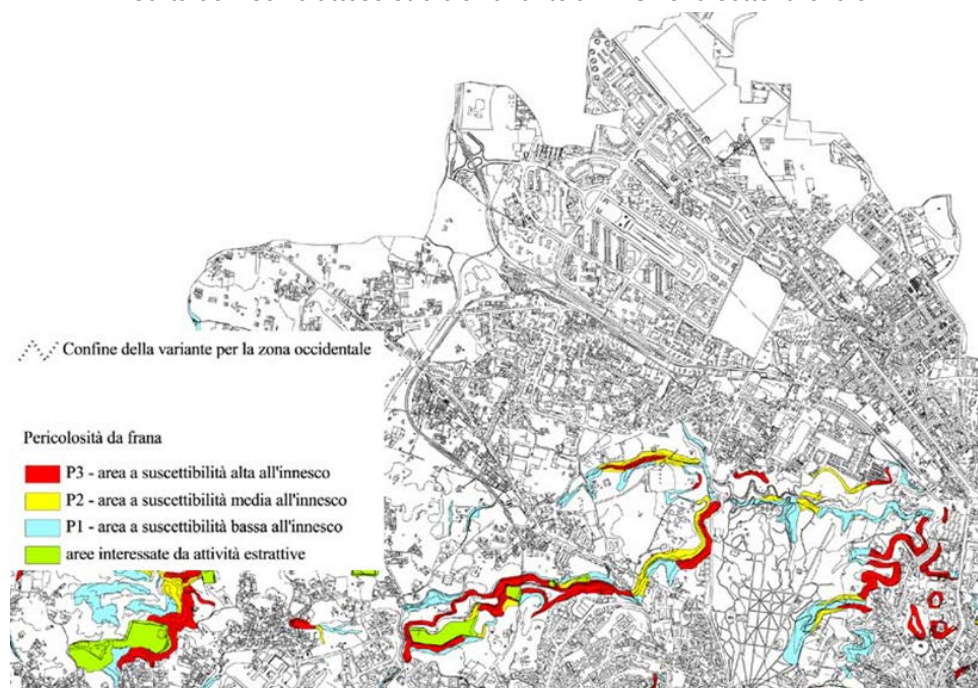 Confine della variante per la zona occidentale
Pericolosità da frana
P3 - area a suscettibilità alta all'innesco
P2 - area a suscettibilità media all'innesco
P1 - area a suscettibilità bassa all'innesco
aree interessate da attività estrattive